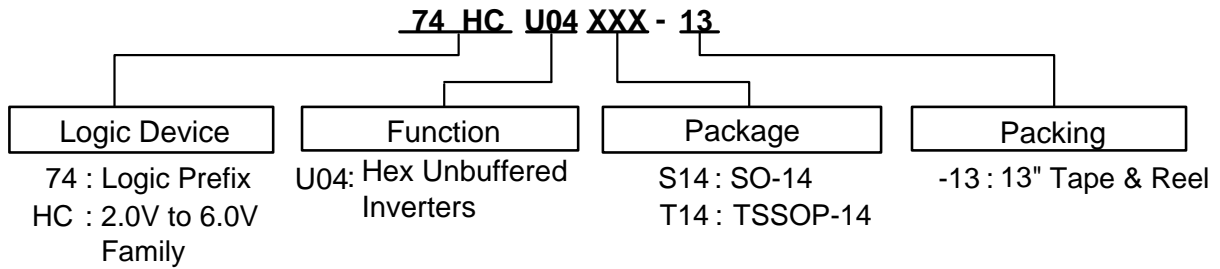 74 HC U04 XXX - 13
Logic Device
74 : Logic Prefix
HC : 2.0V to 6.0V
Family
Function
U04: Hex Unbuffered
Inverters
Package
S14 : SO-14
T14 : TSSOP-14
Packing
-13 : 13" Tape & Reel